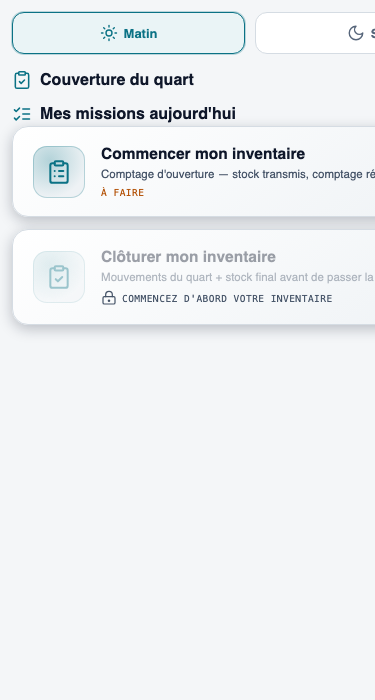 Matin
Couverture du quart
Mes missions aujourd'hui
Commencer mon inventaire
Comptage d'ouverture — stock transmis, comptage
À FAIRE
Clôturer mon inventaire
Mouvements du quart + stock final avant de passer la
COMMENCEZ D'ABORD VOTRE INVENTAIRE